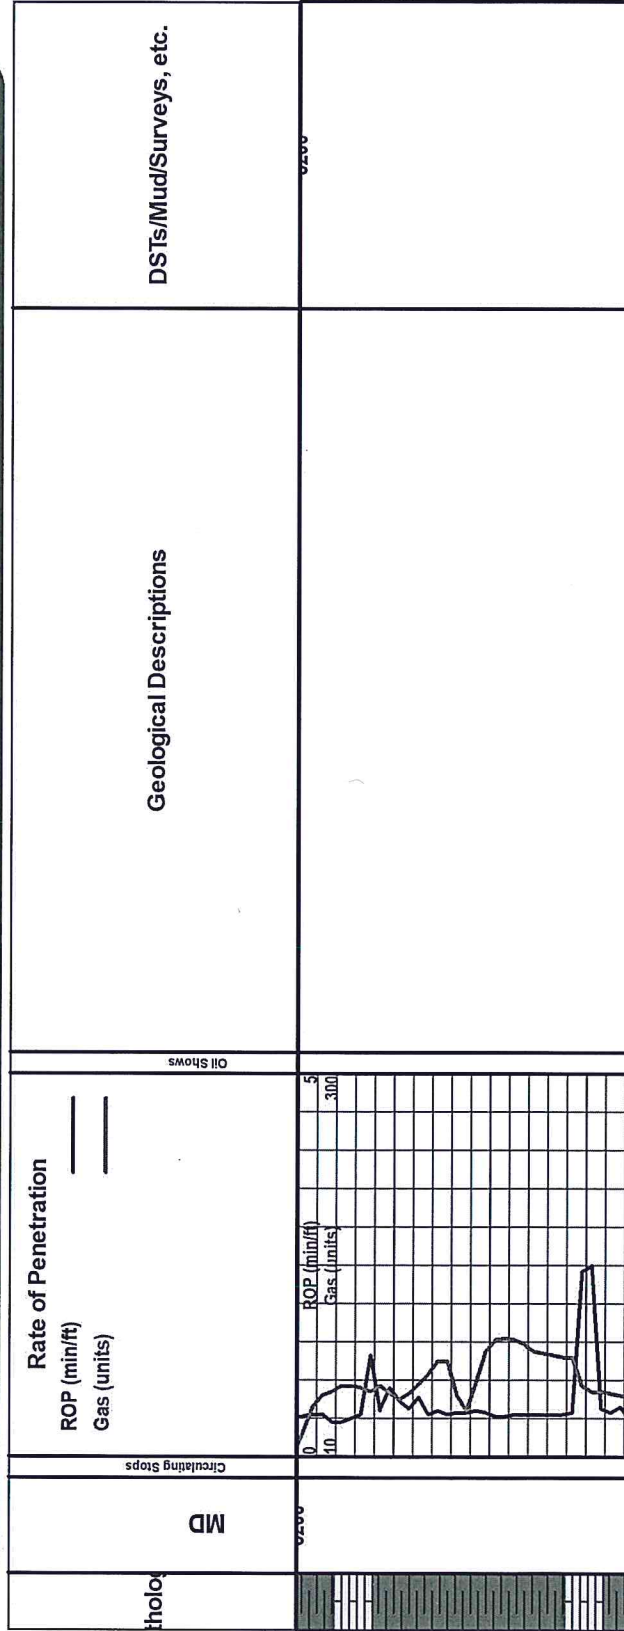 DSTs/Mud/Surveys, etc.
Geological Descriptions
Oil Shows
Rate of Penetration
ROP (min/ft)
Gas (units)
Circulating Stops
MD
ROP (min/ft)
Gas (units)
0
5
10
300